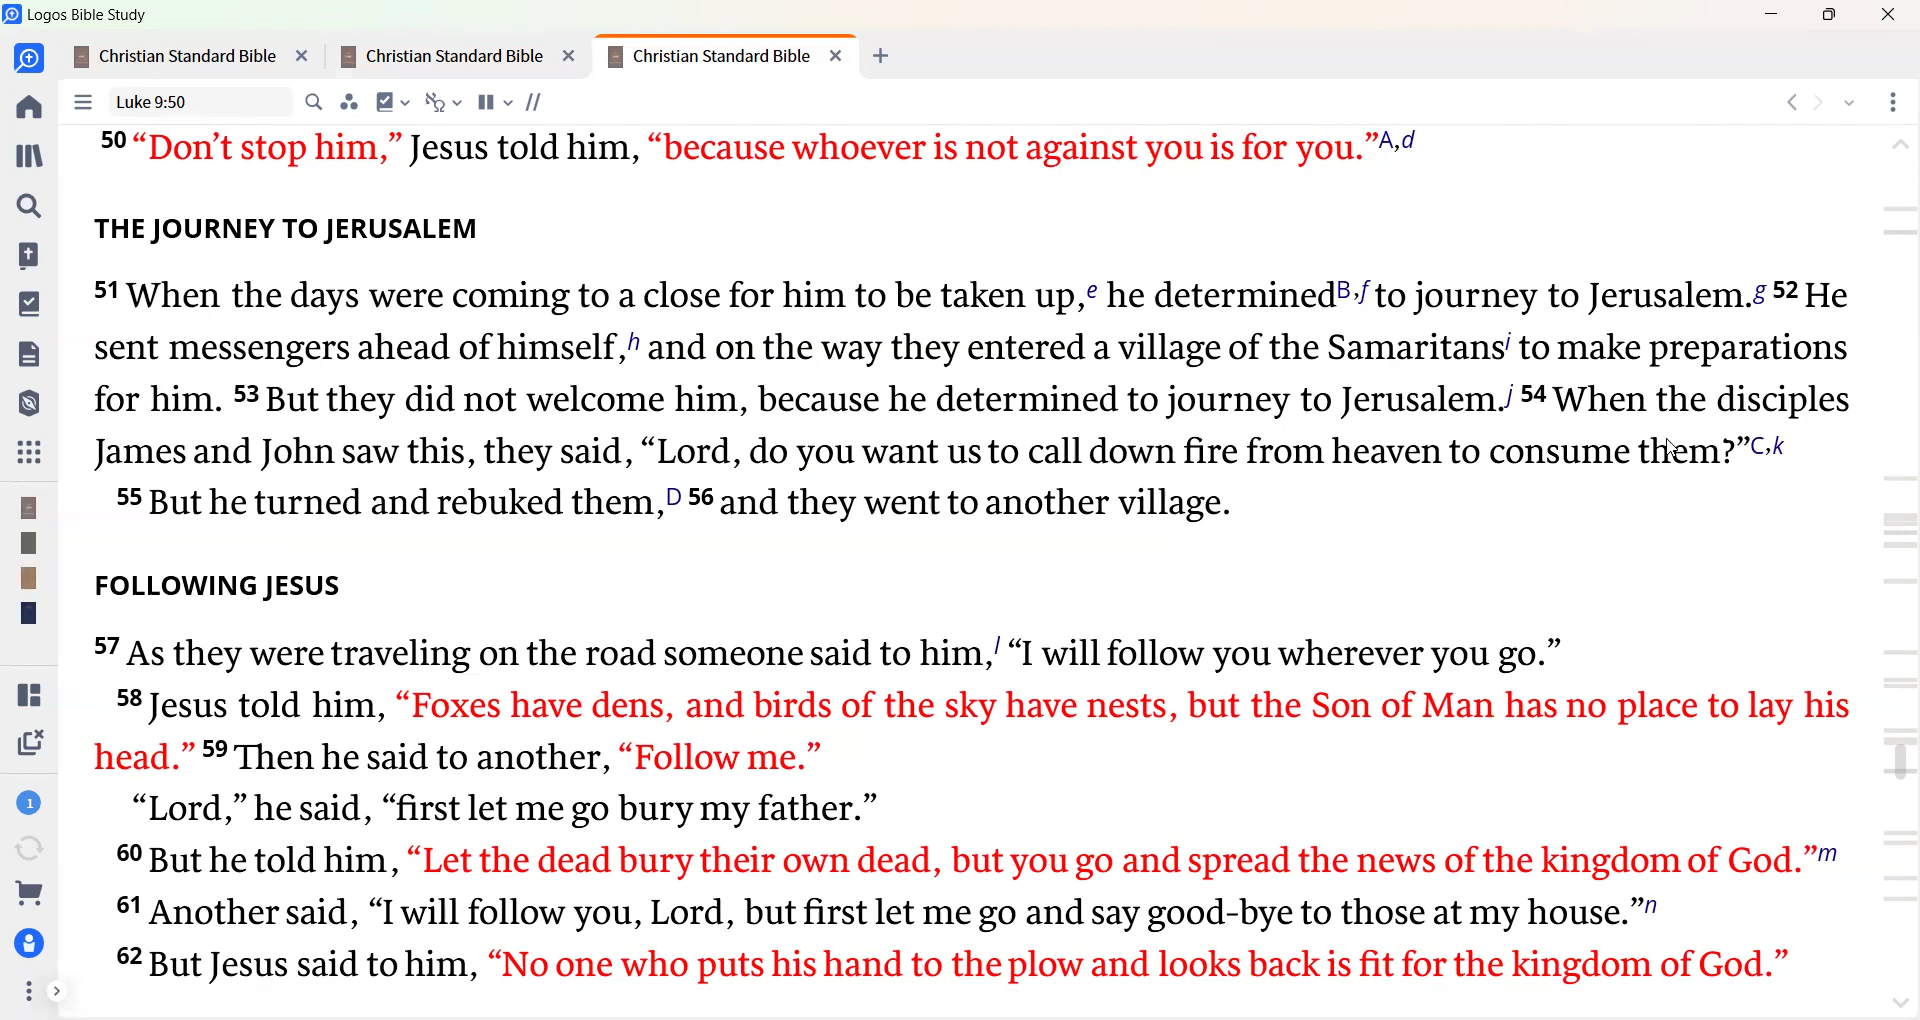 Logos Bible Study
Christian Standard Bible
Christian Standard Bible
Christian Standard Bible
Luke 9:50
50 “Don’t stop him,” Jesus told him, “because whoever is not against you is for you.”A,d
THE JOURNEY TO JERUSALEM
51 When the days were coming to a close for him to be taken up,e he determinedB,f to journey to Jerusalem.g 52 He
sent messengers ahead of himself,h and on the way they entered a village of the Samaritansi to make preparations
for him. 53 But they did not welcome him, because he determined to journey to Jerusalem.j 54 When the disciples
James and John saw this, they said, “Lord, do you want us to call down fire from heaven to consume them?”C,k
55 But he turned and rebuked them,D 56 and they went to another village.
FOLLOWING JESUS
57 As they were traveling on the road someone said to him,l “I will follow you wherever you go.”
58 Jesus told him, “Foxes have dens, and birds of the sky have nests, but the Son of Man has no place to lay his
head.” 59 Then he said to another, “Follow me.”
“Lord,” he said, “first let me go bury my father.”
60 But he told him, “Let the dead bury their own dead, but you go and spread the news of the kingdom of God.”m
61 Another said, “I will follow you, Lord, but first let me go and say good-bye to those at my house.”n
62 But Jesus said to him, “No one who puts his hand to the plow and looks back is fit for the kingdom of God.”
1